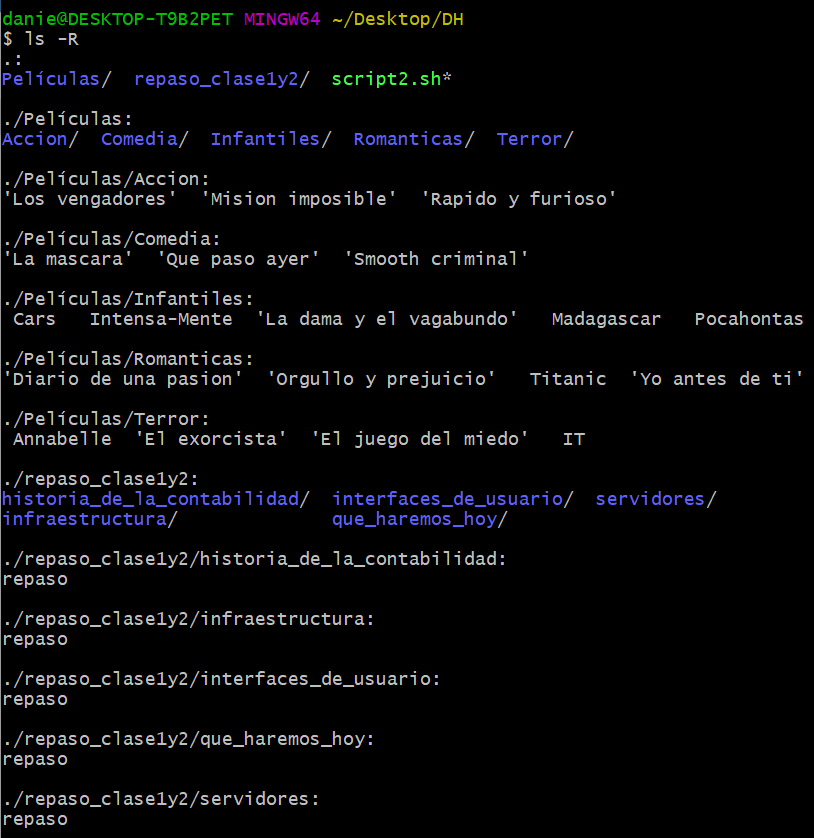 danie@DESKTOP-T9B2PET MINGW64 ~/Desktop/DH
$ ls -R
.:
Películas/  repaso_clase1y2/  script2.sh*

./Películas:
Accion/  Comedia/  Infantiles/  Romanticas/  Terror/

./Películas/Accion:
'Los vengadores'  'Mision imposible'  'Rapido y furioso'

./Películas/Comedia:
'La mascara'  'Que paso ayer'  'Smooth criminal'

./Películas/Infantiles:
 Cars   Intensa-Mente  'La dama y el vagabundo'   Madagascar   Pocahontas

./Películas/Romanticas:
'Diario de una pasion'  'Orgullo y prejuicio'   Titanic  'Yo antes de ti'

./Películas/Terror:
 Annabelle  'El exorcista'  'El juego del miedo'   IT

./repaso_clase1y2:
historia_de_la_contabilidad/  interfaces_de_usuario/  servidores/
infraestructura/              que_haremos_hoy/

./repaso_clase1y2/historia_de_la_contabilidad:
repaso

./repaso_clase1y2/infraestructura:
repaso

./repaso_clase1y2/interfaces_de_usuario:
repaso

./repaso_clase1y2/que_haremos_hoy:
repaso

./repaso_clase1y2/servidores:
repaso